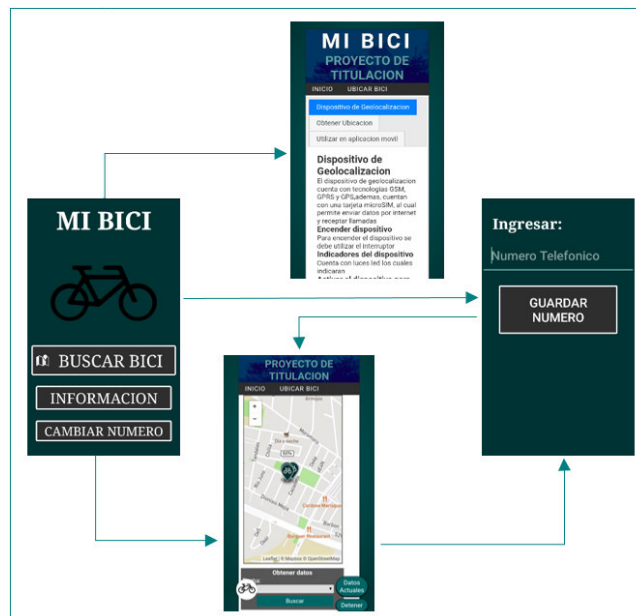 MI BICI
PROYECTO DE
TITULACION
INICIO UBICAR BICI
Dispositivo de Geolocalizacion
Obtener Ubicacion
Utilizar en aplicacion movil
Dispositivo de
Geolocalizacion
El dispositivo de geolocalizacion
cuenta con tecnologias GSM,
GPRS y GPS,ademas, cuentan
con una tarjeta microSIM, al cual
permite enviar datos por internet
y receptar llamadas
Encender dispositivo
Para encender el dispositivo se
debe utilizar el interruptor
Indicadores del dispositivo
Cuenta con luces led los cuales
indicaran
MI BICI
BUSCAR BICI
INFORMACION
CAMBIAR NUMERO
Ingresar:
Numero Telefonico
GUARDAR
NUMERO
PROYECTO DE
TITULACION
INICIO UBICAR BICI
+
−
Leaflet | © Mapbox © OpenStreetMap
Obtener datos
Datos
Actuales
Buscar
Detener